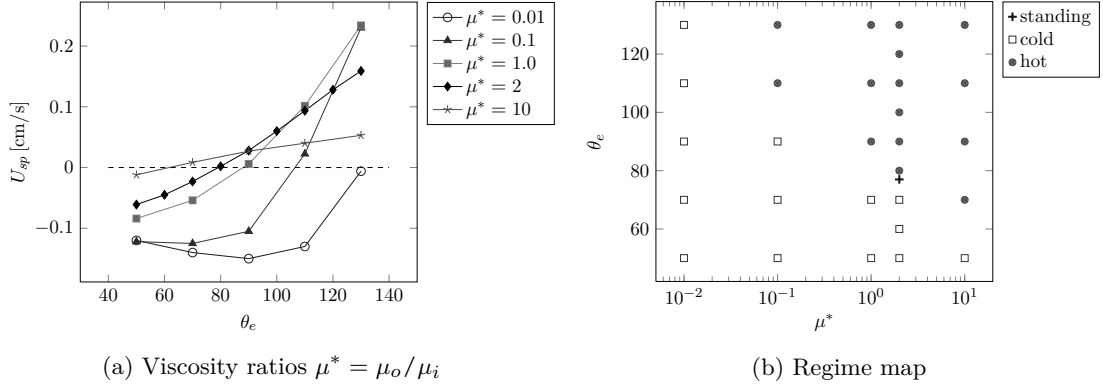 0.2
0.1
0
−0.1
U_sp [cm/s]
40 60 80 100 120 140
θ_e
μ* = 0.01
μ* = 0.1
μ* = 1.0
μ* = 2
μ* = 10
(a) Viscosity ratios μ* = μ_o/μ_i
120
100
80
60
θ_e
10^−2 10^−1 10^0 10^1
μ*
standing
cold
hot
(b) Regime map